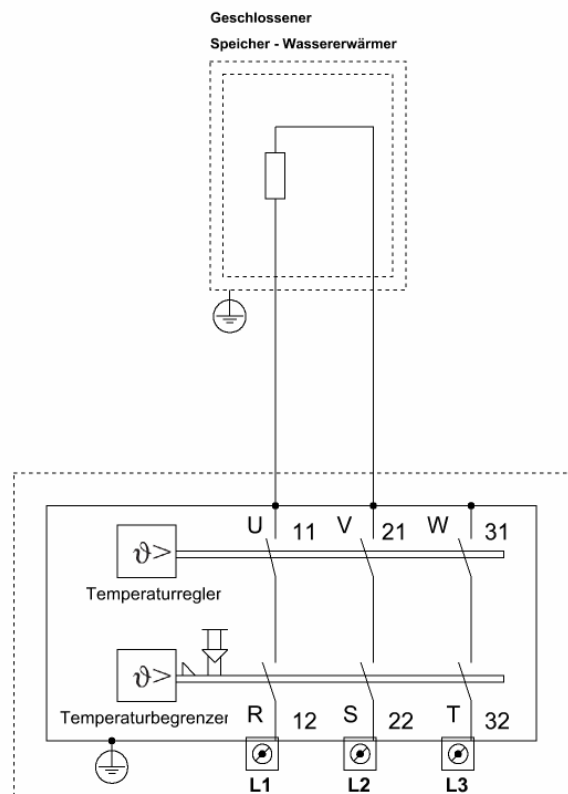 Geschlossener
Speicher - Wassererwärmer
U 11 V 21 W 31
ϑ>
Temperaturregler
ϑ>
Temperaturbegrenzer
R 12 S 22 T 32
L1 L2 L3